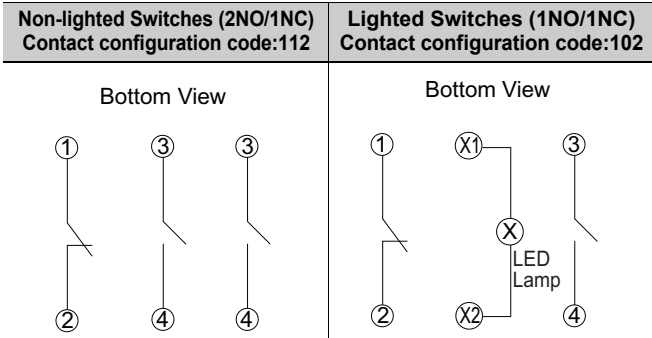 Non-lighted Switches (2NO/1NC)
Contact configuration code:112
Lighted Switches (1NO/1NC)
Contact configuration code:102
Bottom View
1 3 3
2 4 4
Bottom View
1 X1 3
X
LED
Lamp
2 X2 4